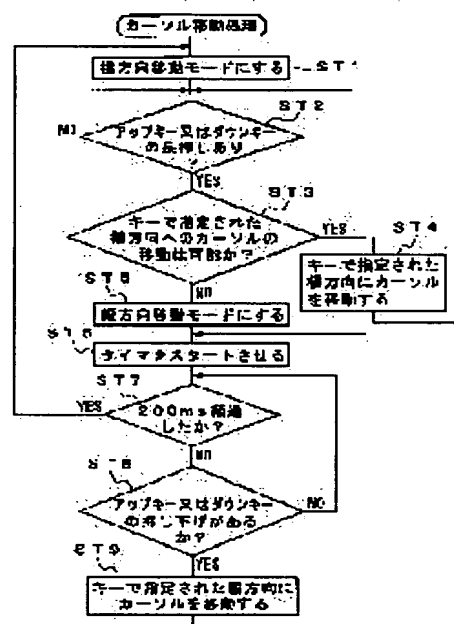 カーソル移動処理
横方向移動モードにする
ST1
ST2
NO
アップキー又はダウンキー
の長押しあり
YES
ST3
キーで指定された
横方向へのカーソルの
移動は可能か?
YES
ST4
キーで指定された
横方向にカーソル
を移動する
NO
ST5
縦方向移動モードにする
ST6
タイマをスタートさせる
ST7
YES
200ms経過
したか?
NO
ST8
アップキー又はダウンキー
の押し下げがある
か?
NO
YES
ST9
キーで指定された縦方向に
カーソルを移動する